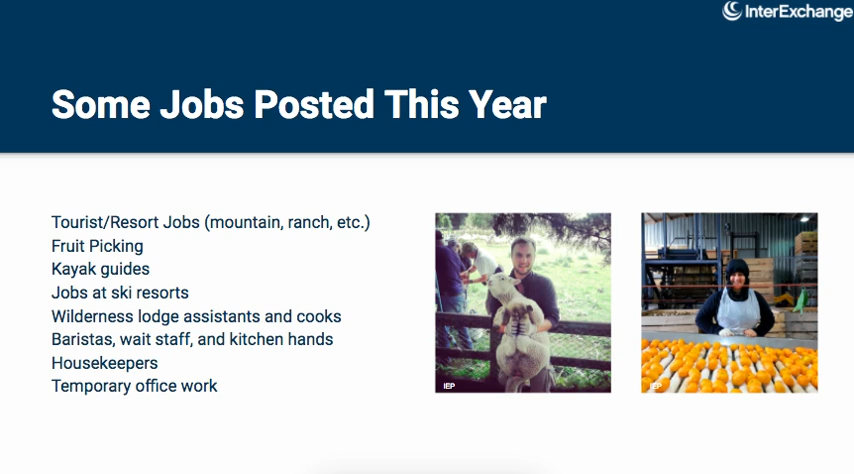 InterExchange
Some Jobs Posted This Year
Tourist/Resort Jobs (mountain, ranch, etc.)
Fruit Picking
Kayak guides
Jobs at ski resorts
Wilderness lodge assistants and cooks
Baristas, wait staff, and kitchen hands
Housekeepers
Temporary office work
IEP
IEP